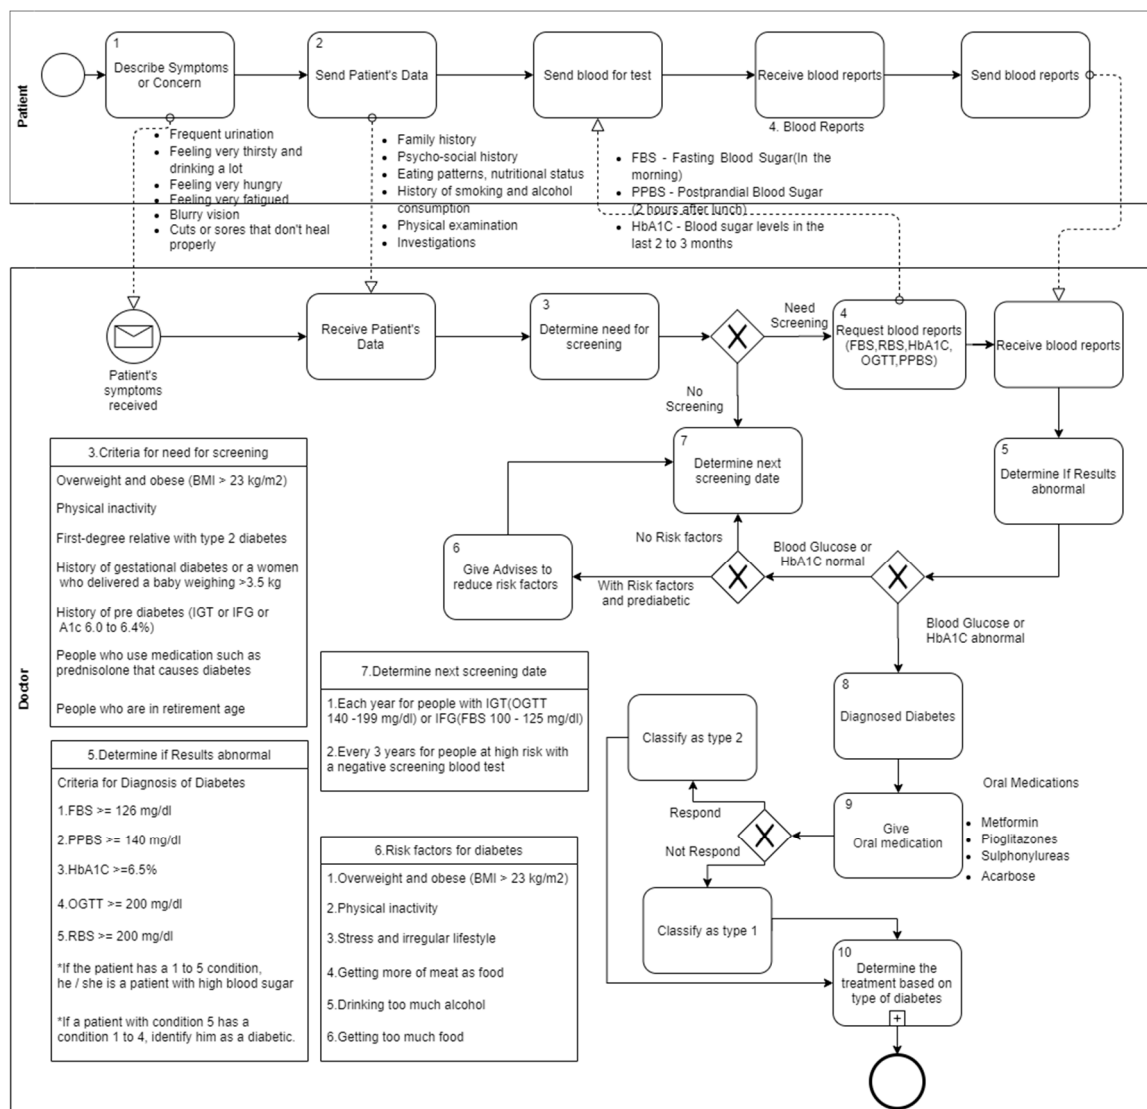 Patient
1
Describe Symptoms
or Concern
2
Send Patient's Data
Send blood for test
Receive blood reports
Send blood reports
4. Blood Reports
Frequent urination
Feeling very thirsty and
drinking a lot
Feeling very hungry
Feeling very fatigued
Blurry vision
Cuts or sores that don't heal
properly
Family history
Psycho-social history
Eating patterns, nutritional status
History of smoking and alcohol
consumption
Physical examination
Investigations
FBS - Fasting Blood Sugar(In the
morning)
PPBS - Postprandial Blood Sugar
(2 hours after lunch)
HbA1C - Blood sugar levels in the
last 2 to 3 months
Doctor
Patient's
symptoms
received
Receive Patient's
Data
3
Determine need for
screening
Need
Screening
4
Request blood reports
(FBS,RBS,HbA1C,
OGTT,PPBS)
Receive blood reports
No
Screening
7
Determine next
screening date
5
Determine If Results
abnormal
No Risk factors
Blood Glucose or
HbA1C normal
6
Give Advises to
reduce risk factors
With Risk factors
and prediabetic
Blood Glucose or
HbA1C abnormal
8
Diagnosed Diabetes
Classify as type 2
Respond
Not Respond
9
Give
Oral medication
Oral Medications
Metformin
Pioglitazones
Sulphonylureas
Acarbose
Classify as type 1
10
Determine the
treatment based on
type of diabetes
3.Criteria for need for screening
Overweight and obese (BMI > 23 kg/m2)
Physical inactivity
First-degree relative with type 2 diabetes
History of gestational diabetes or a women
who delivered a baby weighing >3.5 kg
History of pre diabetes (IGT or IFG or
A1c 6.0 to 6.4%)
People who use medication such as
prednisolone that causes diabetes
People who are in retirement age
5.Determine if Results abnormal
Criteria for Diagnosis of Diabetes
1.FBS >= 126 mg/dl
2.PPBS >= 140 mg/dl
3.HbA1C >=6.5%
4.OGTT >= 200 mg/dl
5.RBS >= 200 mg/dl
*If the patient has a 1 to 5 condition,
he / she is a patient with high blood sugar
*If a patient with condition 5 has a
condition 1 to 4, identify him as a diabetic.
7.Determine next screening date
1.Each year for people with IGT(OGTT
140 -199 mg/dl) or IFG(FBS 100 - 125 mg/dl)
2.Every 3 years for people at high risk with
a negative screening blood test
6.Risk factors for diabetes
1.Overweight and obese (BMI > 23 kg/m2)
2.Physical inactivity
3.Stress and irregular lifestyle
4.Getting more of meat as food
5.Drinking too much alcohol
6.Getting too much food